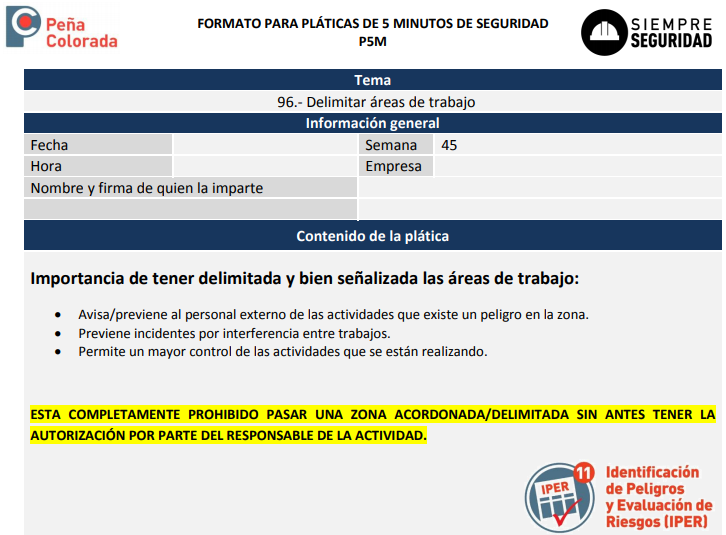 Peña
Colorada
FORMATO PARA PLÁTICAS DE 5 MINUTOS DE SEGURIDAD
P5M
SIEMPRE
SEGURIDAD
Tema
96.- Delimitar áreas de trabajo
Información general
Fecha Semana 45
Hora Empresa
Nombre y firma de quien la imparte
Contenido de la plática
Importancia de tener delimitada y bien señalizada las áreas de trabajo:
• Avisa/previene al personal externo de las actividades que existe un peligro en la zona.
• Previene incidentes por interferencia entre trabajos.
• Permite un mayor control de las actividades que se están realizando.
ESTA COMPLETAMENTE PROHIBIDO PASAR UNA ZONA ACORDONADA/DELIMITADA SIN ANTES TENER LA
AUTORIZACIÓN POR PARTE DEL RESPONSABLE DE LA ACTIVIDAD.
IPER
11
Identificación
de Peligros
y Evaluación de
Riesgos (IPER)